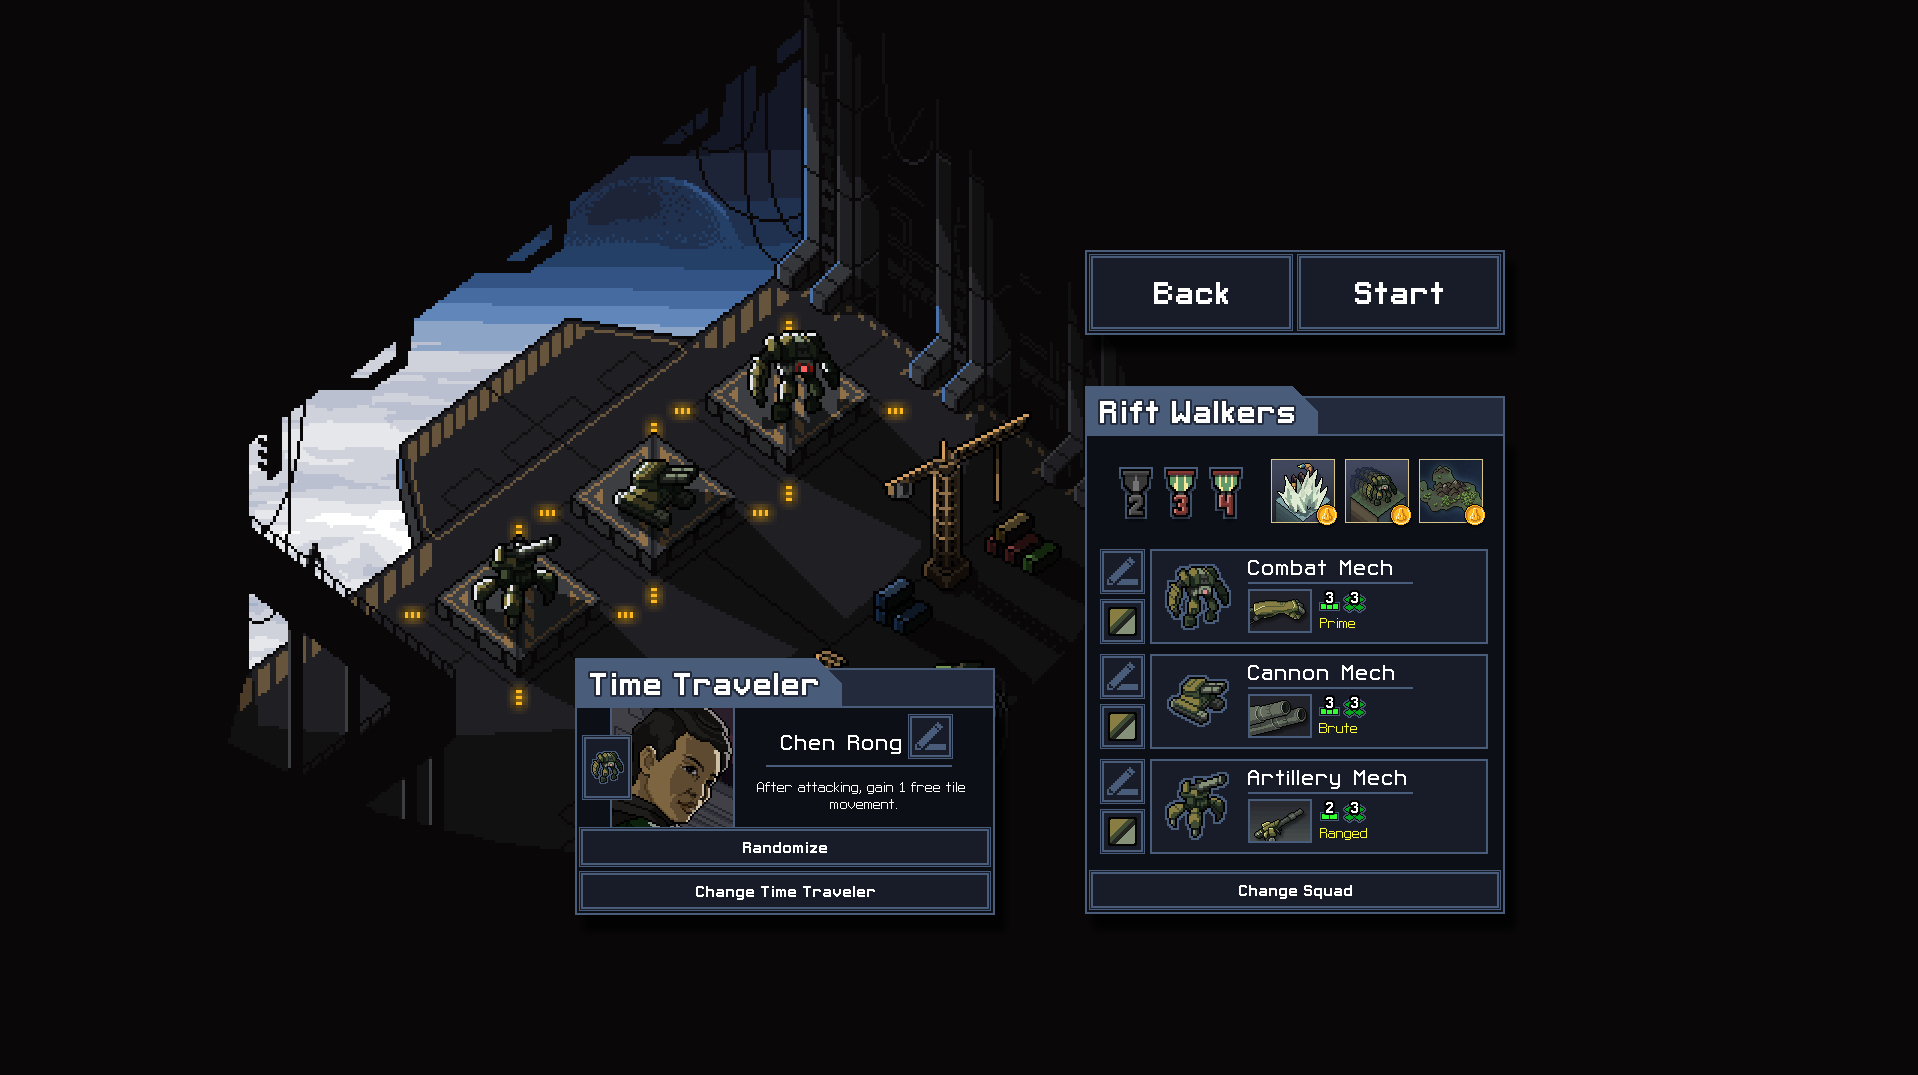 Back
Start
Rift Walkers
2 3 4
Combat Mech
3 3
Prime
Cannon Mech
3 3
Brute
Artillery Mech
2 3
Ranged
Change Squad
Time Traveler
Chen Rong
After attacking, gain 1 free tile
movement.
Randomize
Change Time Traveler